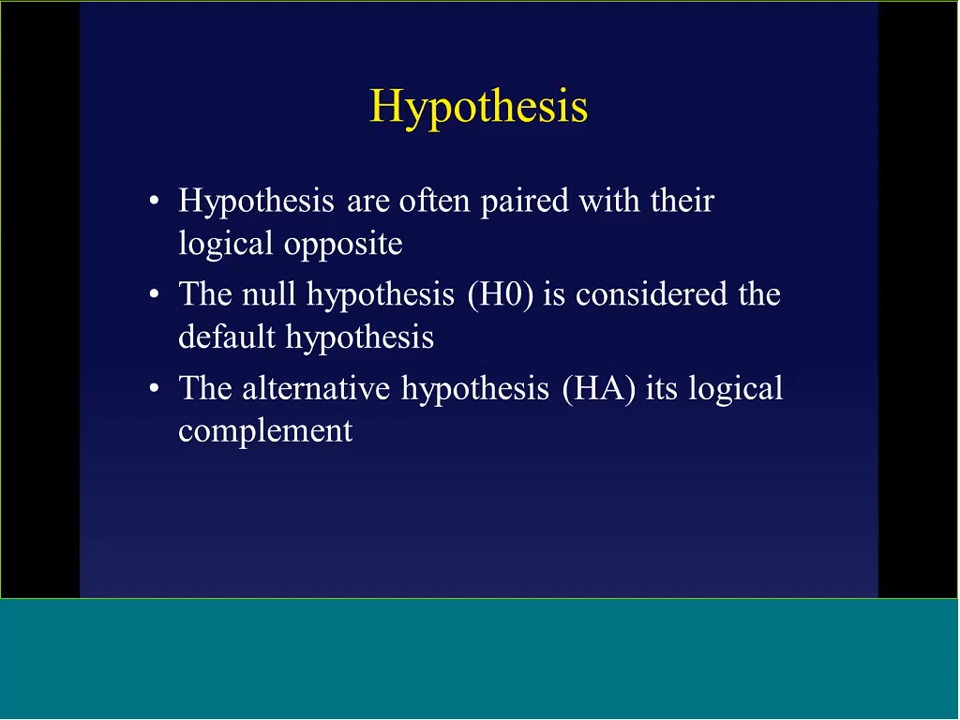 Hypothesis
• Hypothesis are often paired with their
logical opposite
• The null hypothesis (H0) is considered the
default hypothesis
• The alternative hypothesis (HA) its logical
complement